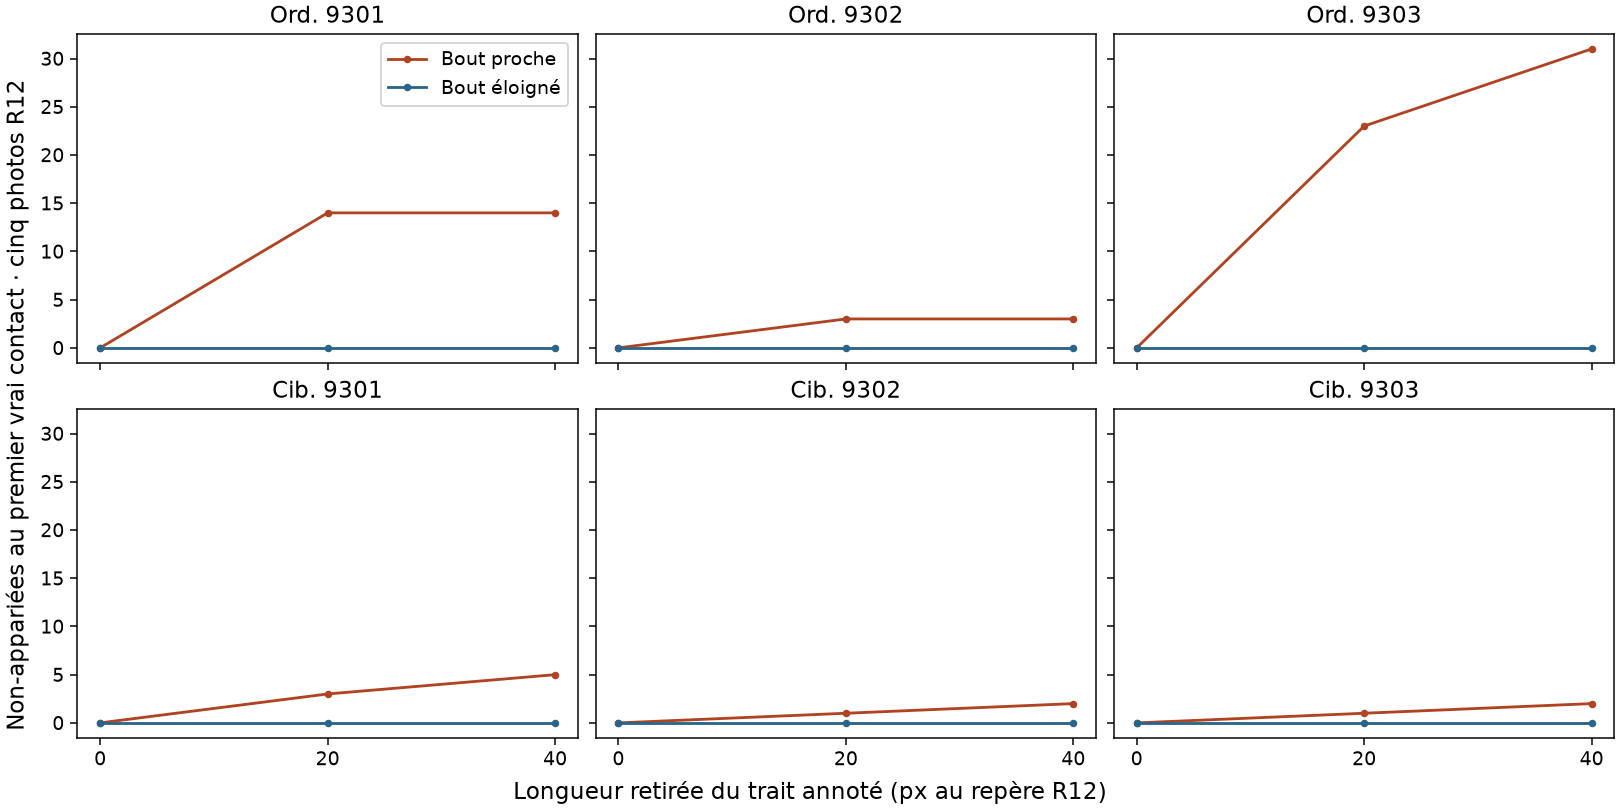 Ord. 9301
Ord. 9302
Ord. 9303
Bout proche
Bout éloigné
30
25
20
15
10
5
0
Cib. 9301
Cib. 9302
Cib. 9303
30
25
20
15
10
5
0
0 20 40
0 20 40
0 20 40
Non-appariées au premier vrai contact · cinq photos R12
Longueur retirée du trait annoté (px au repère R12)